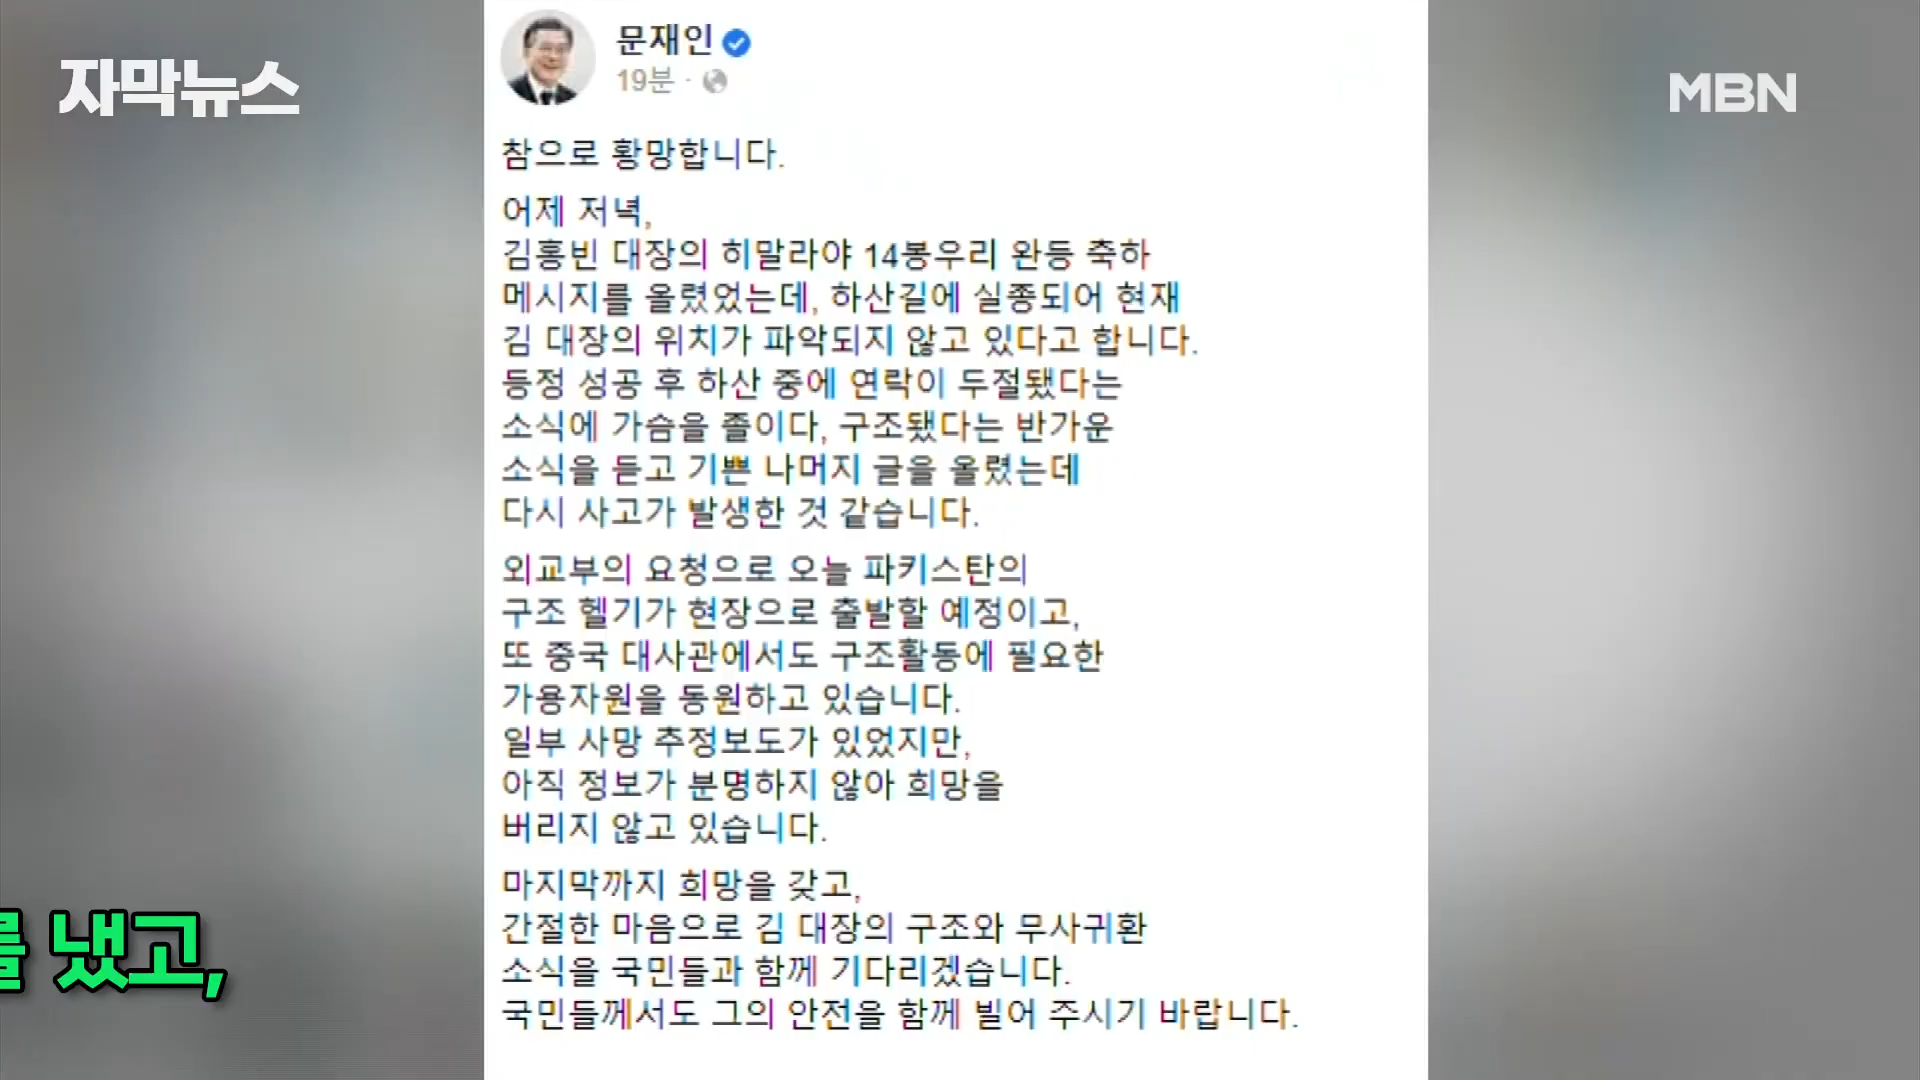 자막뉴스
MBN
문재인
19분 ·
참으로 황망합니다.
어제 저녁,
김홍빈 대장의 히말라야 14봉우리 완등 축하
메시지를 올렸었는데, 하산길에 실종되어 현재
김 대장의 위치가 파악되지 않고 있다고 합니다.
등정 성공 후 하산 중에 연락이 두절됐다는
소식에 가슴을 졸이다, 구조됐다는 반가운
소식을 듣고 기쁜 나머지 글을 올렸는데
다시 사고가 발생한 것 같습니다.
외교부의 요청으로 오늘 파키스탄의
구조 헬기가 현장으로 출발할 예정이고,
또 중국 대사관에서도 구조활동에 필요한
가용자원을 동원하고 있습니다.
일부 사망 추정보도가 있었지만,
아직 정보가 분명하지 않아 희망을
버리지 않고 있습니다.
마지막까지 희망을 갖고,
간절한 마음으로 김 대장의 구조와 무사귀환
소식을 국민들과 함께 기다리겠습니다.
국민들께서도 그의 안전을 함께 빌어 주시기 바랍니다.
를 냈고,